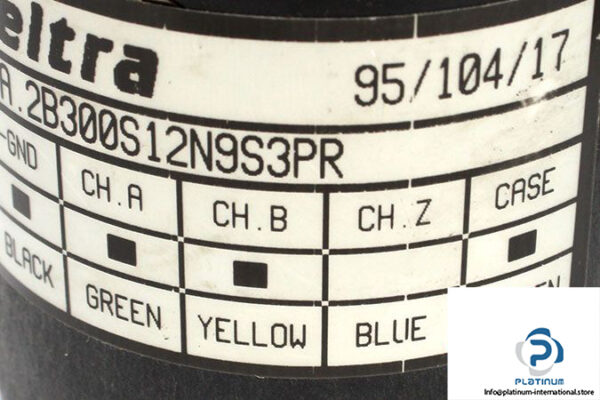 eltra
95/104/17
A.2B300S12N9S3PR
-GND CH.A CH.B CH.Z CASE
BLACK GREEN YELLOW BLUE
PLATINUM
Info@platinum-international.store